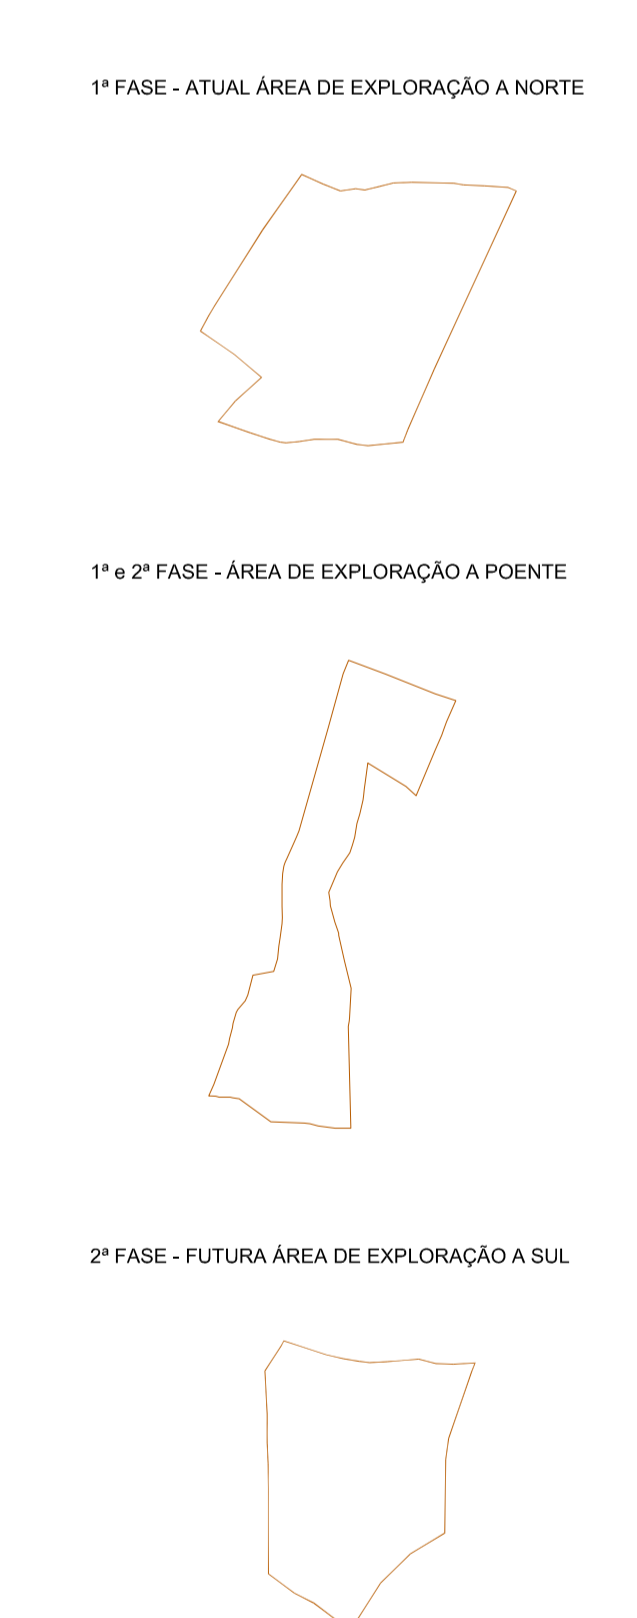 1ª FASE - ATUAL ÁREA DE EXPLORAÇÃO A NORTE
1ª e 2ª FASE - ÁREA DE EXPLORAÇÃO A POENTE
2ª FASE - FUTURA ÁREA DE EXPLORAÇÃO A SUL